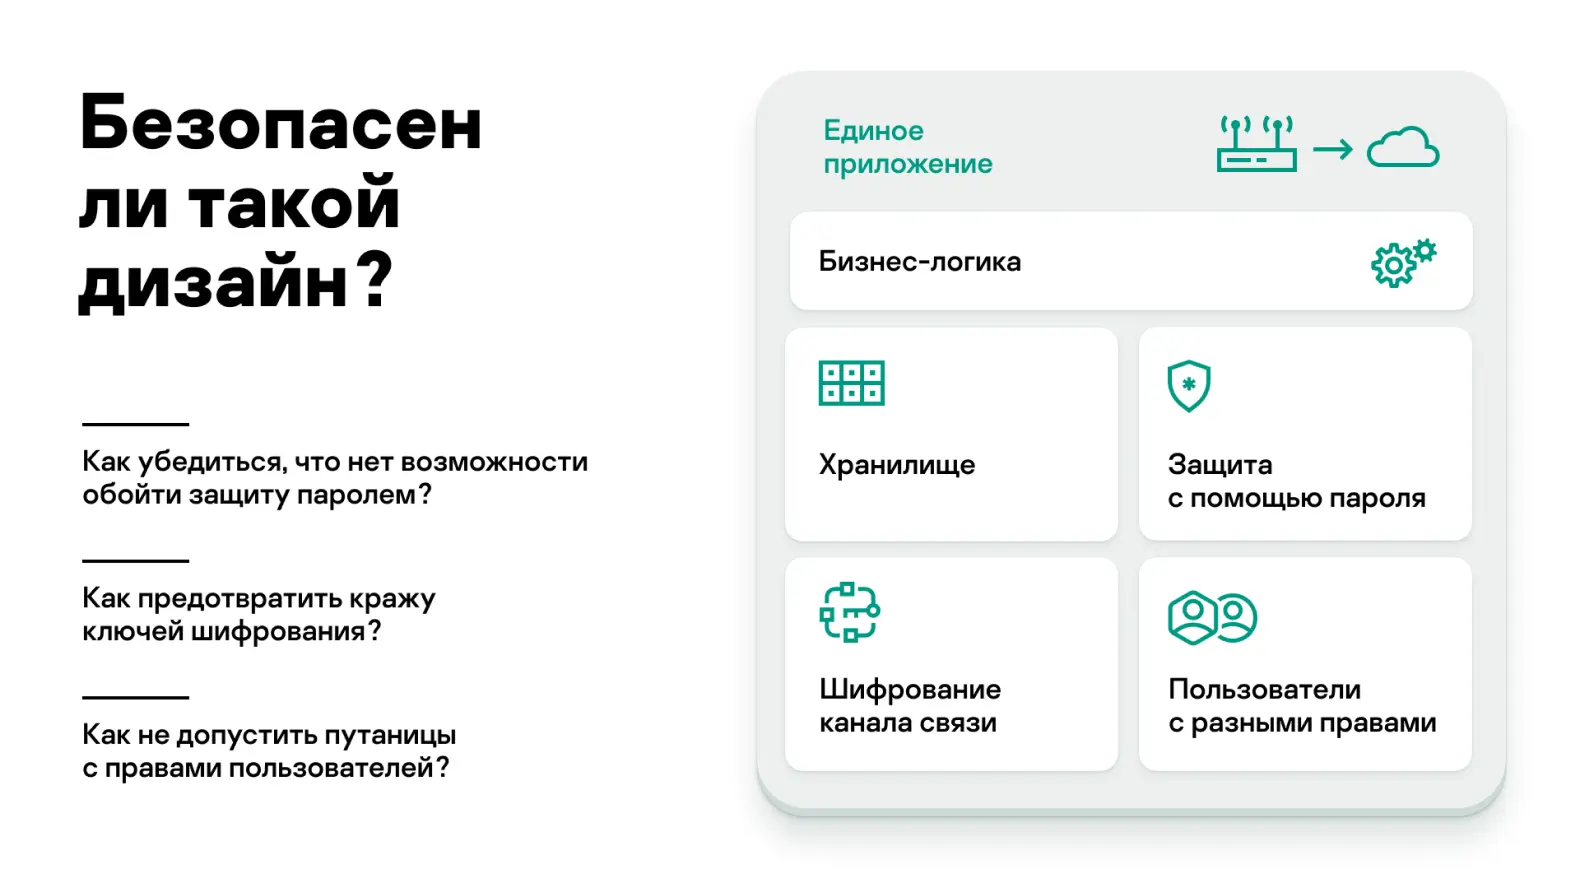 Безопасен
ли такой
дизайн?
Как убедиться, что нет возможности
обойти защиту паролем?
Как предотвратить кражу
ключей шифрования?
Как не допустить путаницы
с правами пользователей?
Единое
приложение
Бизнес-логика
Хранилище
Защита
с помощью пароля
Шифрование
канала связи
Пользователи
с разными правами